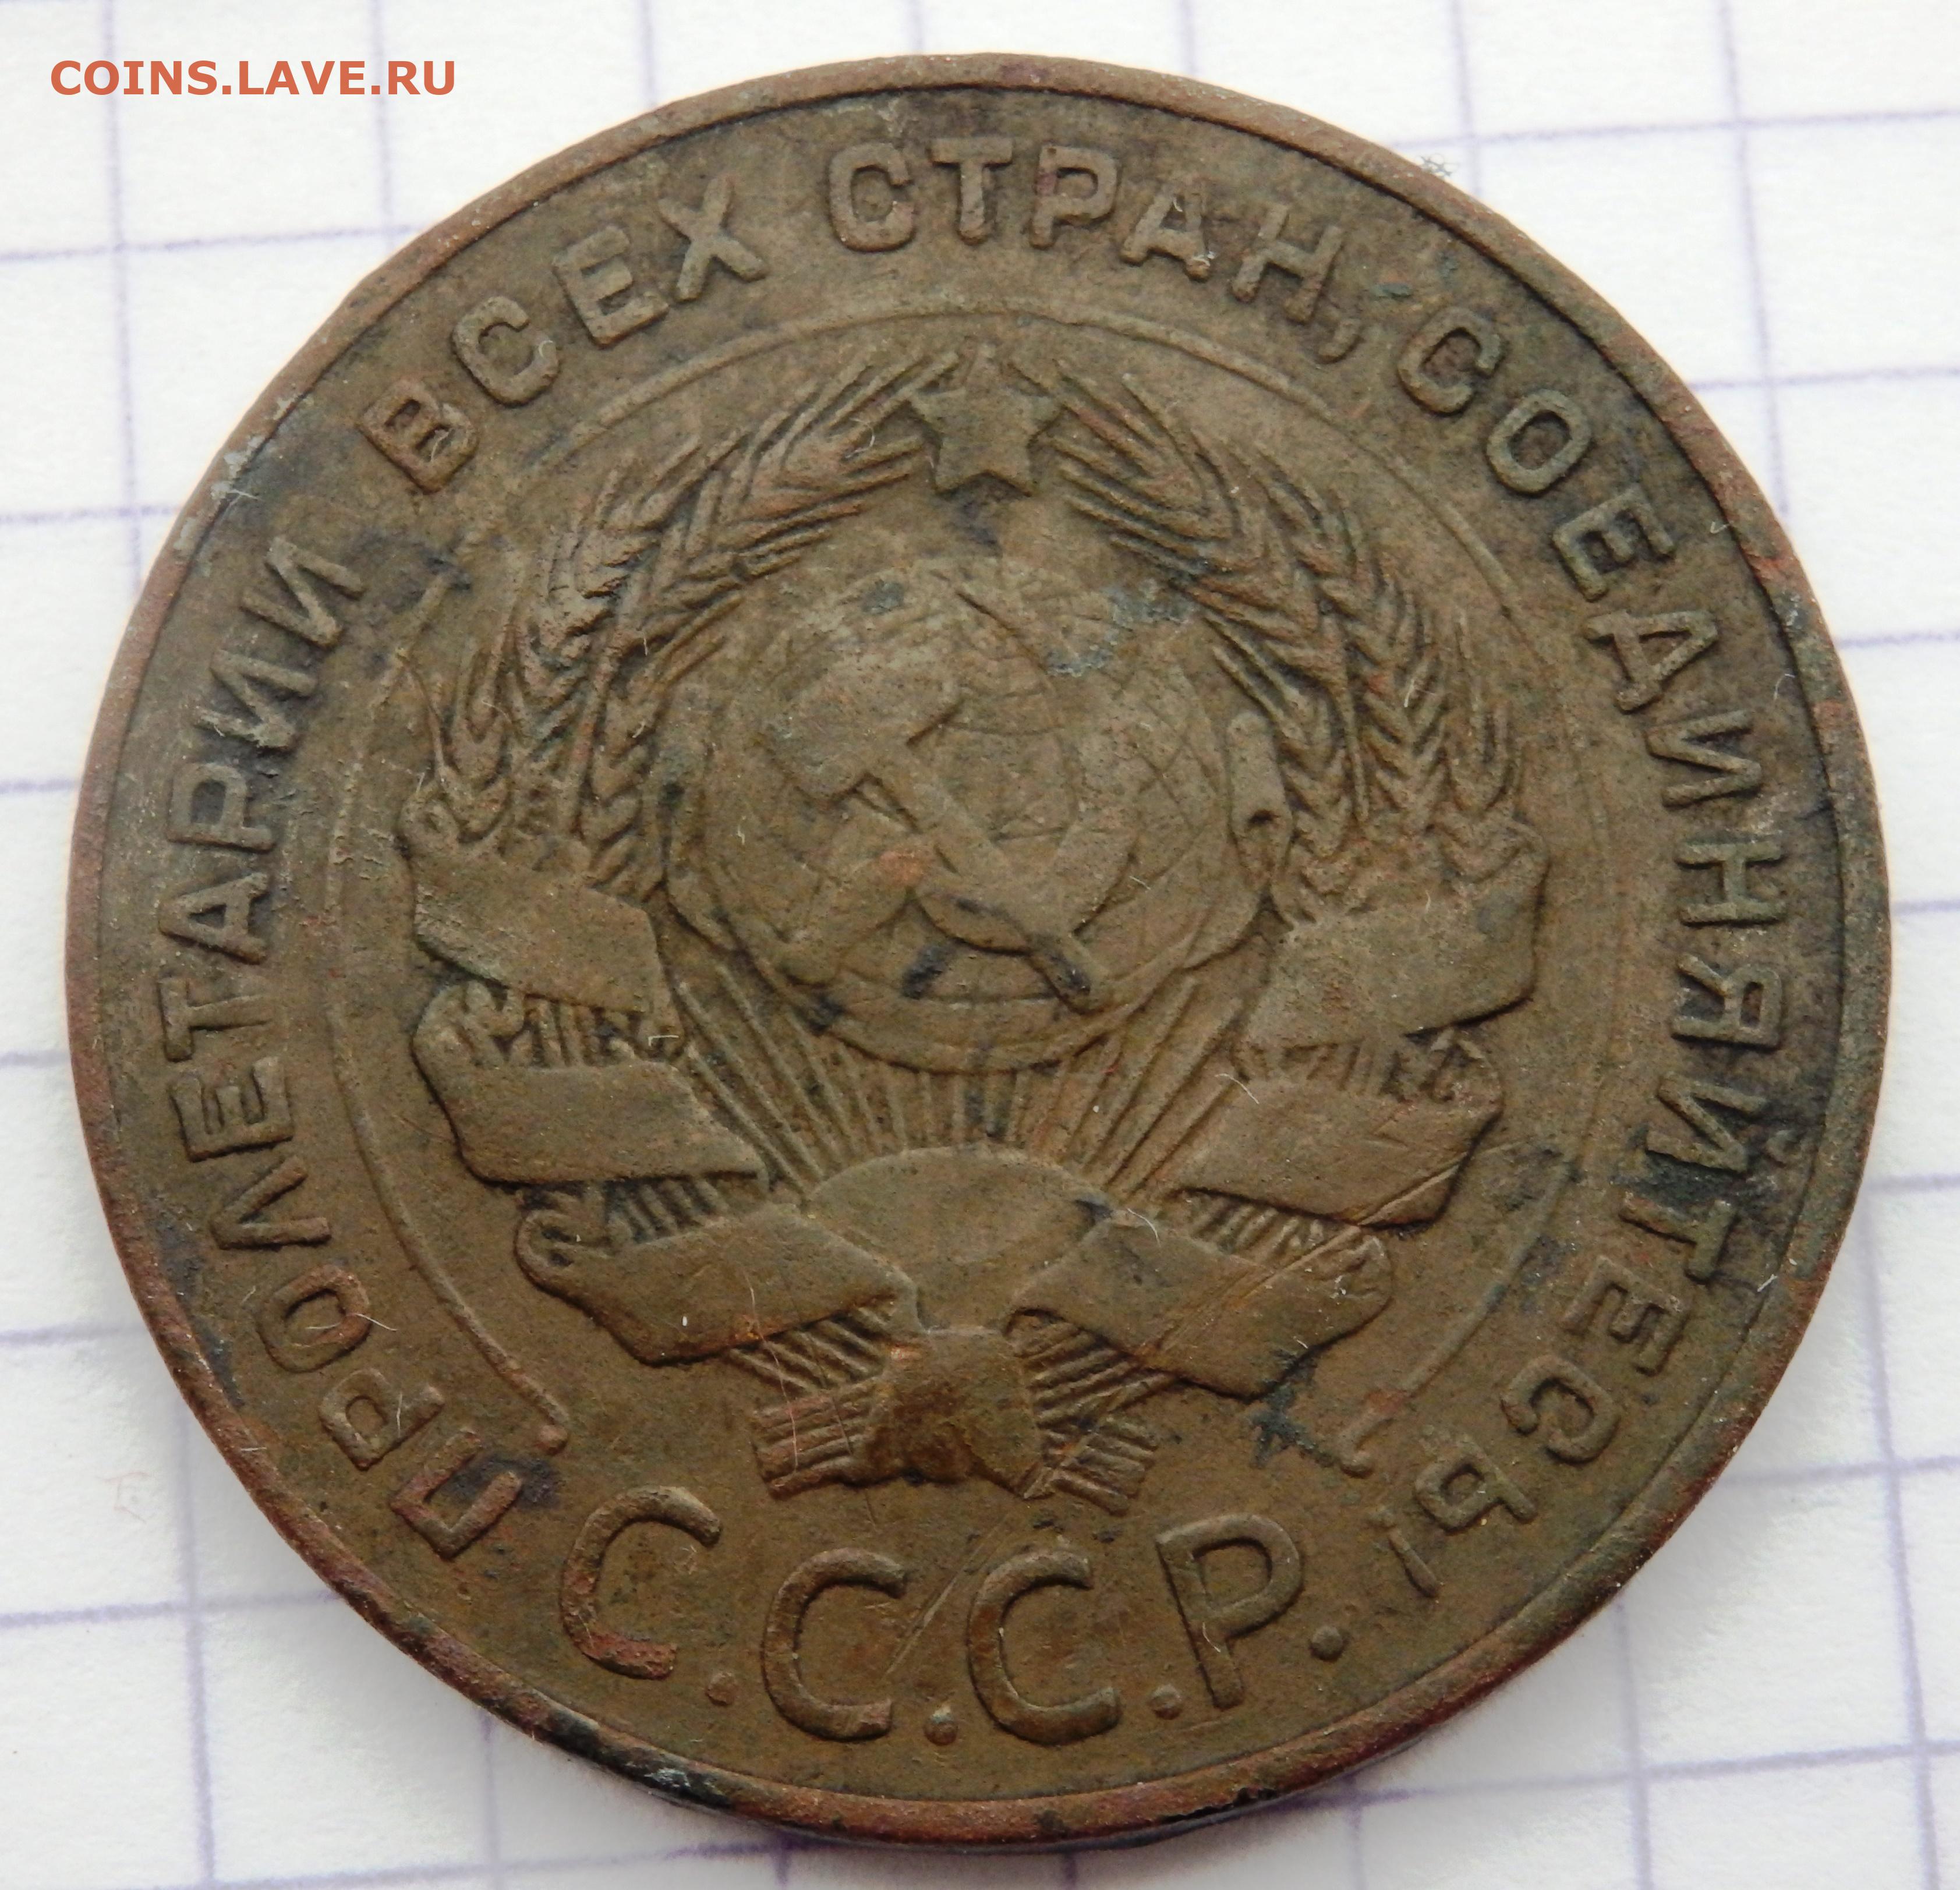 COINS.LAVE.RU
ПРОЛЕТАРИИ ВСЕХ СТРАН, СОЕДИНЯЙТЕСЬ!
С.С.С.Р.